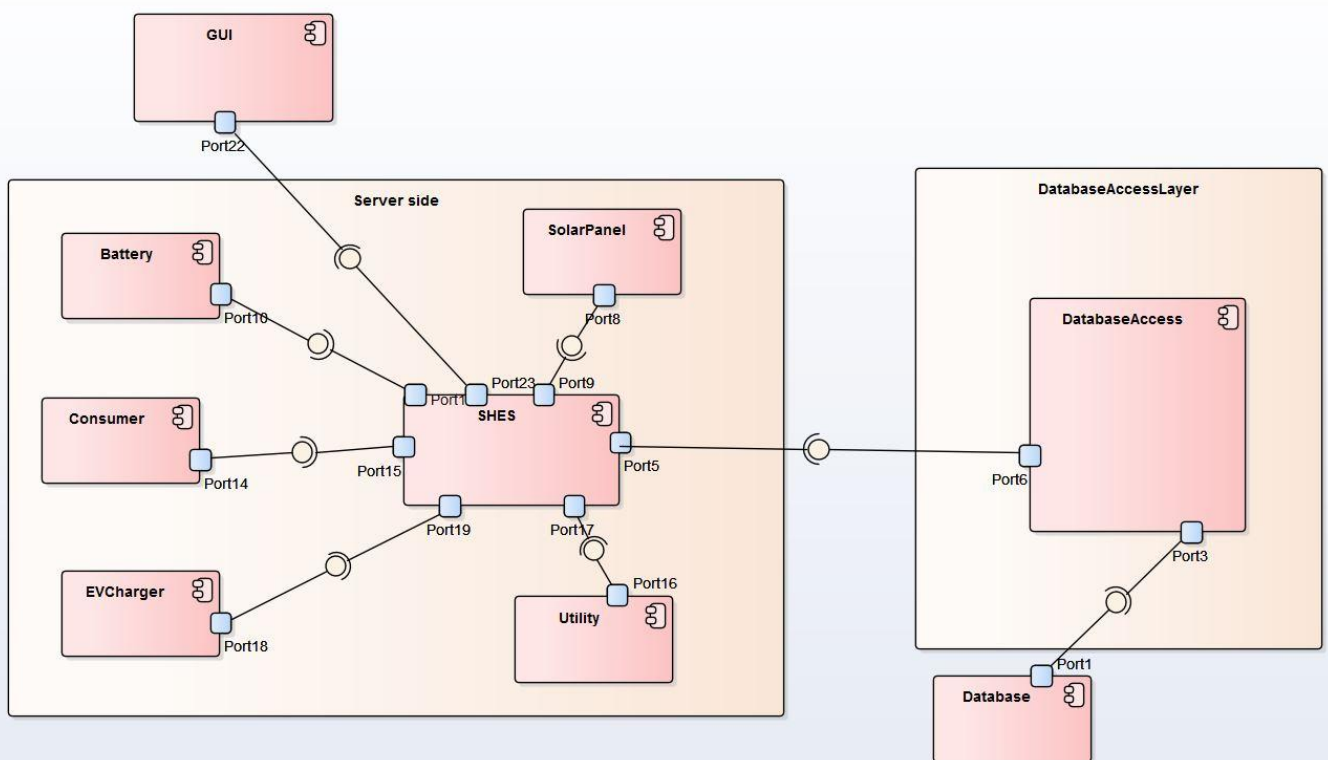 GUI
Port22
Server side
DatabaseAccessLayer
Battery
Port10
SolarPanel
Port8
DatabaseAccess
Port1
Port23
Port9
SHES
Consumer
Port14
Port15
Port5
Port6
Port19
Port17
Port3
EVCharger
Port18
Port16
Utility
Port1
Database